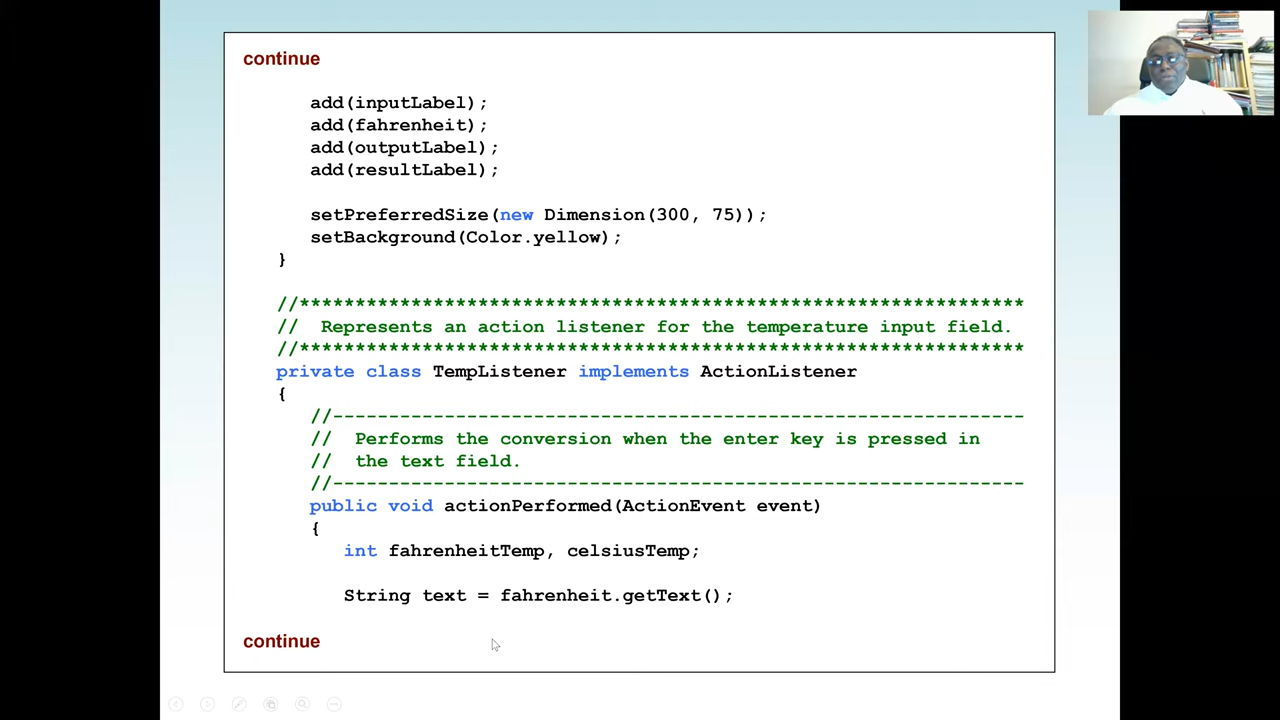 continue
add(inputLabel);
add(fahrenheit);
add(outputLabel);
add(resultLabel);
setPreferredSize(new Dimension(300, 75));
setBackground(Color.yellow);
}
//*****************************************************************
//  Represents an action listener for the temperature input field.
//*****************************************************************
private class TempListener implements ActionListener
{
//--------------------------------------------------------------
//  Performs the conversion when the enter key is pressed in
//  the text field.
//--------------------------------------------------------------
public void actionPerformed(ActionEvent event)
{
int fahrenheitTemp, celsiusTemp;
String text = fahrenheit.getText();
continue